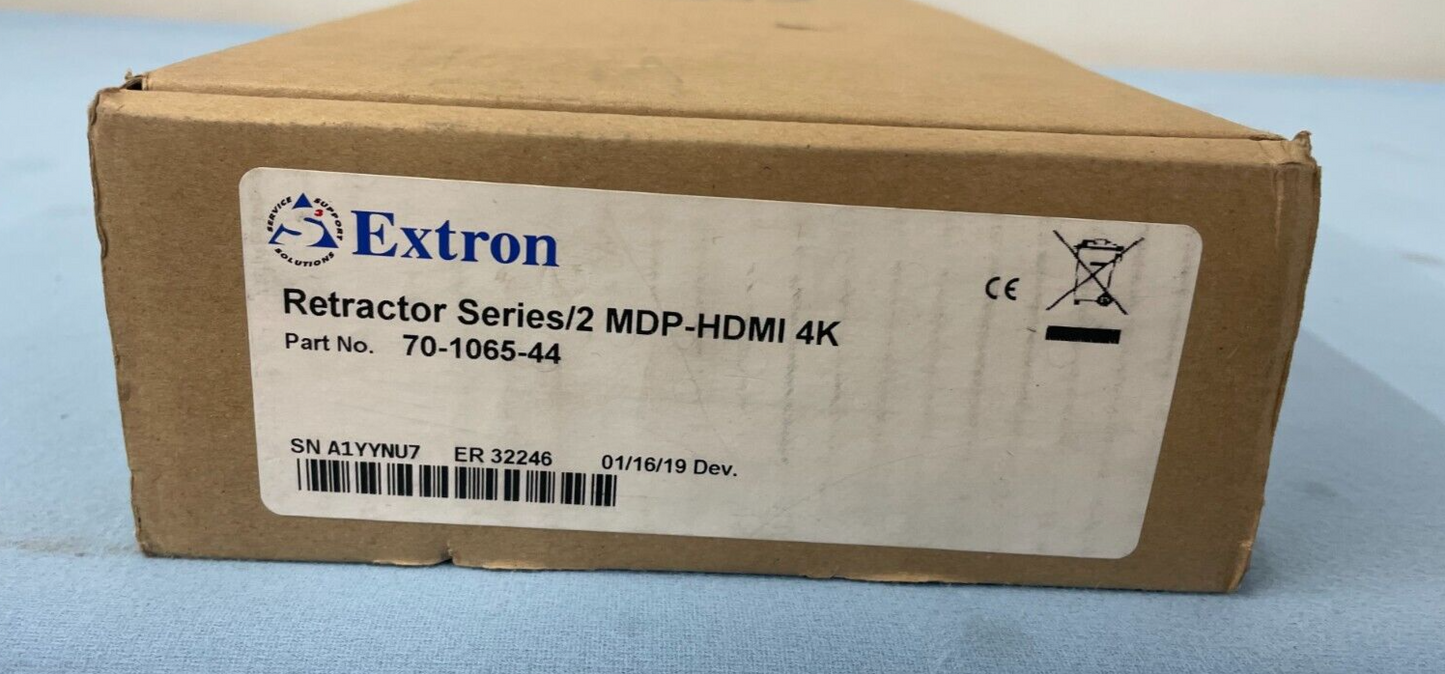 SERVICE SUPPORT SOLUTIONS
S3
Extron
Retractor Series/2 MDP-HDMI 4K
Part No. 70-1065-44
CE
SN A1YYNU7 ER 32246 01/16/19 Dev.